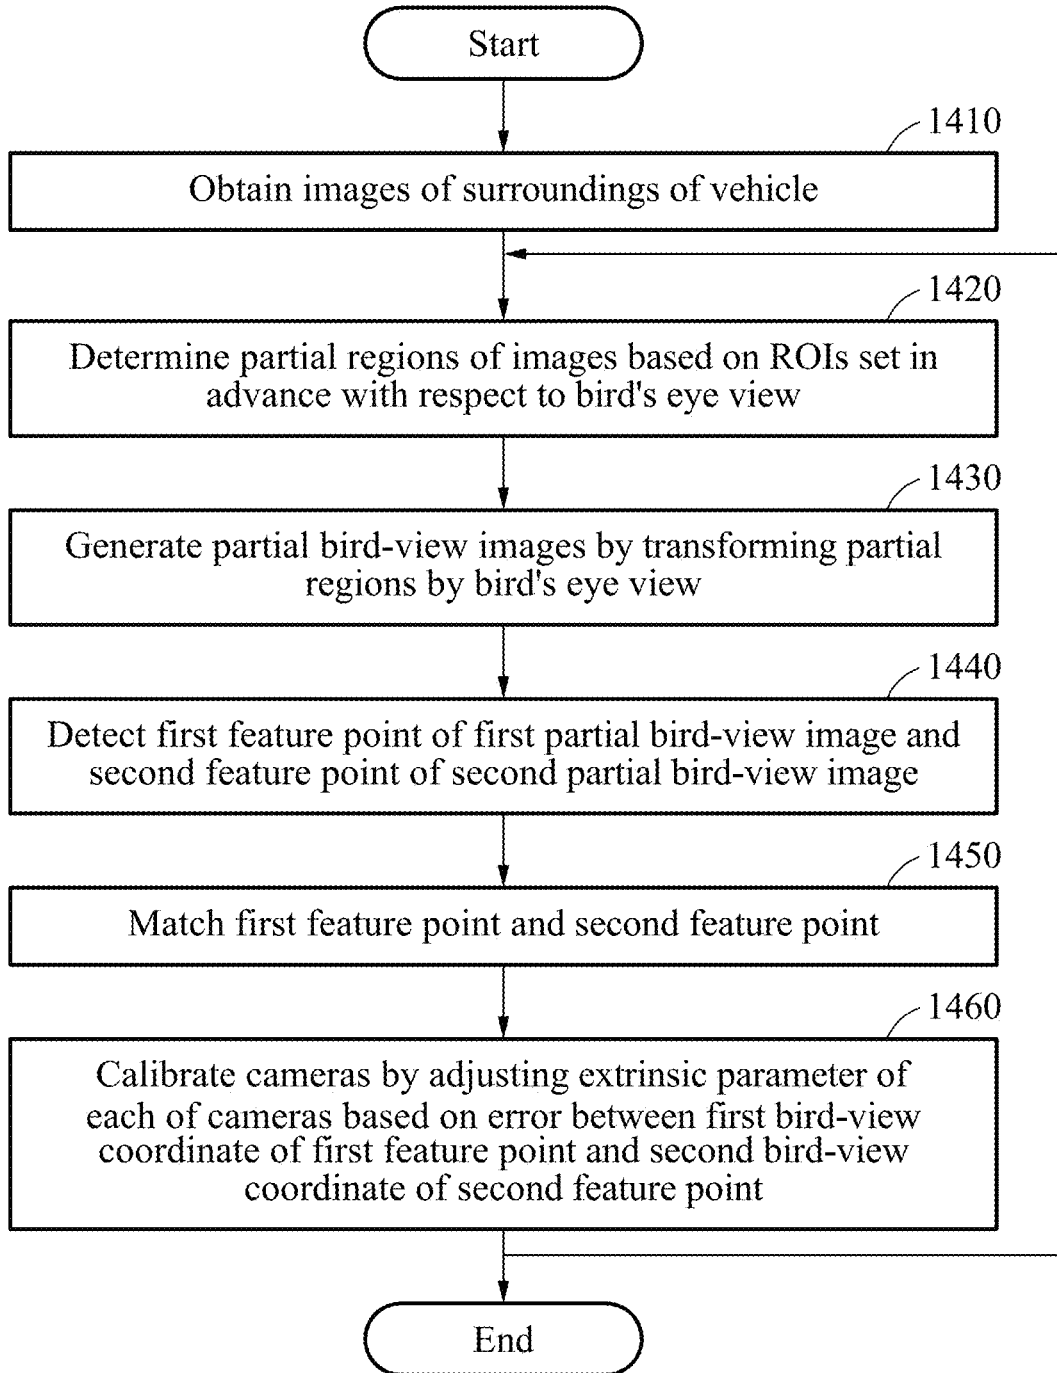 Start
1410
Obtain images of surroundings of vehicle
1420
Determine partial regions of images based on ROIs set in
advance with respect to bird's eye view
1430
Generate partial bird-view images by transforming partial
regions by bird's eye view
1440
Detect first feature point of first partial bird-view image and
second feature point of second partial bird-view image
1450
Match first feature point and second feature point
1460
Calibrate cameras by adjusting extrinsic parameter of
each of cameras based on error between first bird-view
coordinate of first feature point and second bird-view
coordinate of second feature point
End